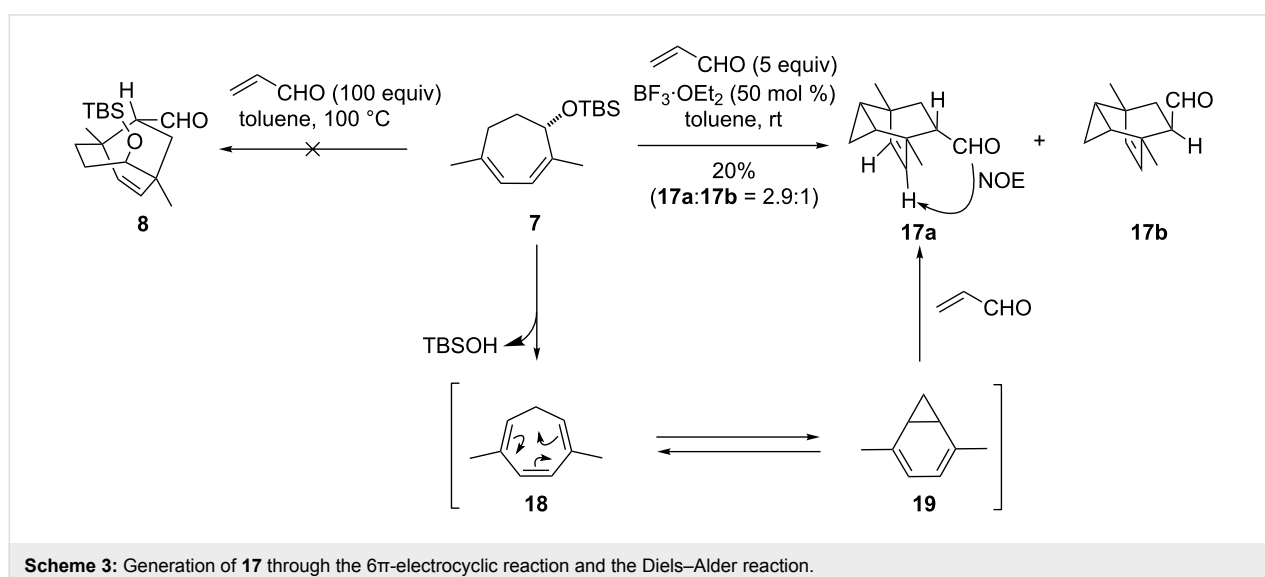 H
TBS
O
CHO
8
CHO (100 equiv)
toluene, 100 °C
OTBS
7
CHO (5 equiv)
BF3·OEt2 (50 mol %)
toluene, rt
20%
(17a:17b = 2.9:1)
H
CHO
H
H
NOE
17a
+
CHO
H
17b
TBSOH
CHO
18
19
Scheme 3: Generation of 17 through the 6π-electrocyclic reaction and the Diels–Alder reaction.